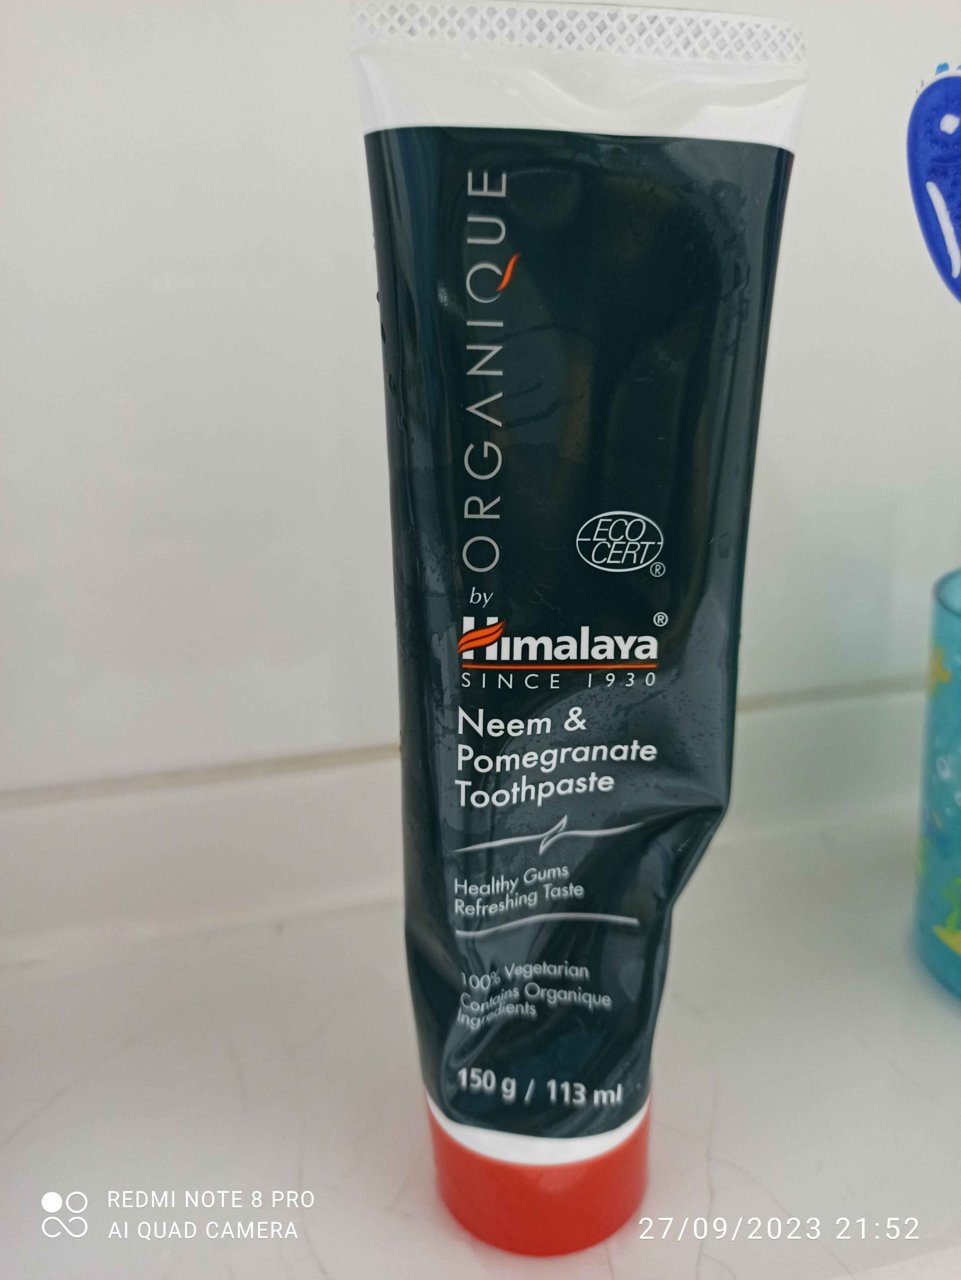 ORGANIQUE
ECO
CERT®
by
Himalaya®
SINCE 1930
Neem &
Pomegranate
Toothpaste
Healthy Gums
Refreshing Taste
100% Vegetarian
Contains Organique
Ingredients
150 g / 113 ml
REDMI NOTE 8 PRO
AI QUAD CAMERA
27/09/2023 21:52